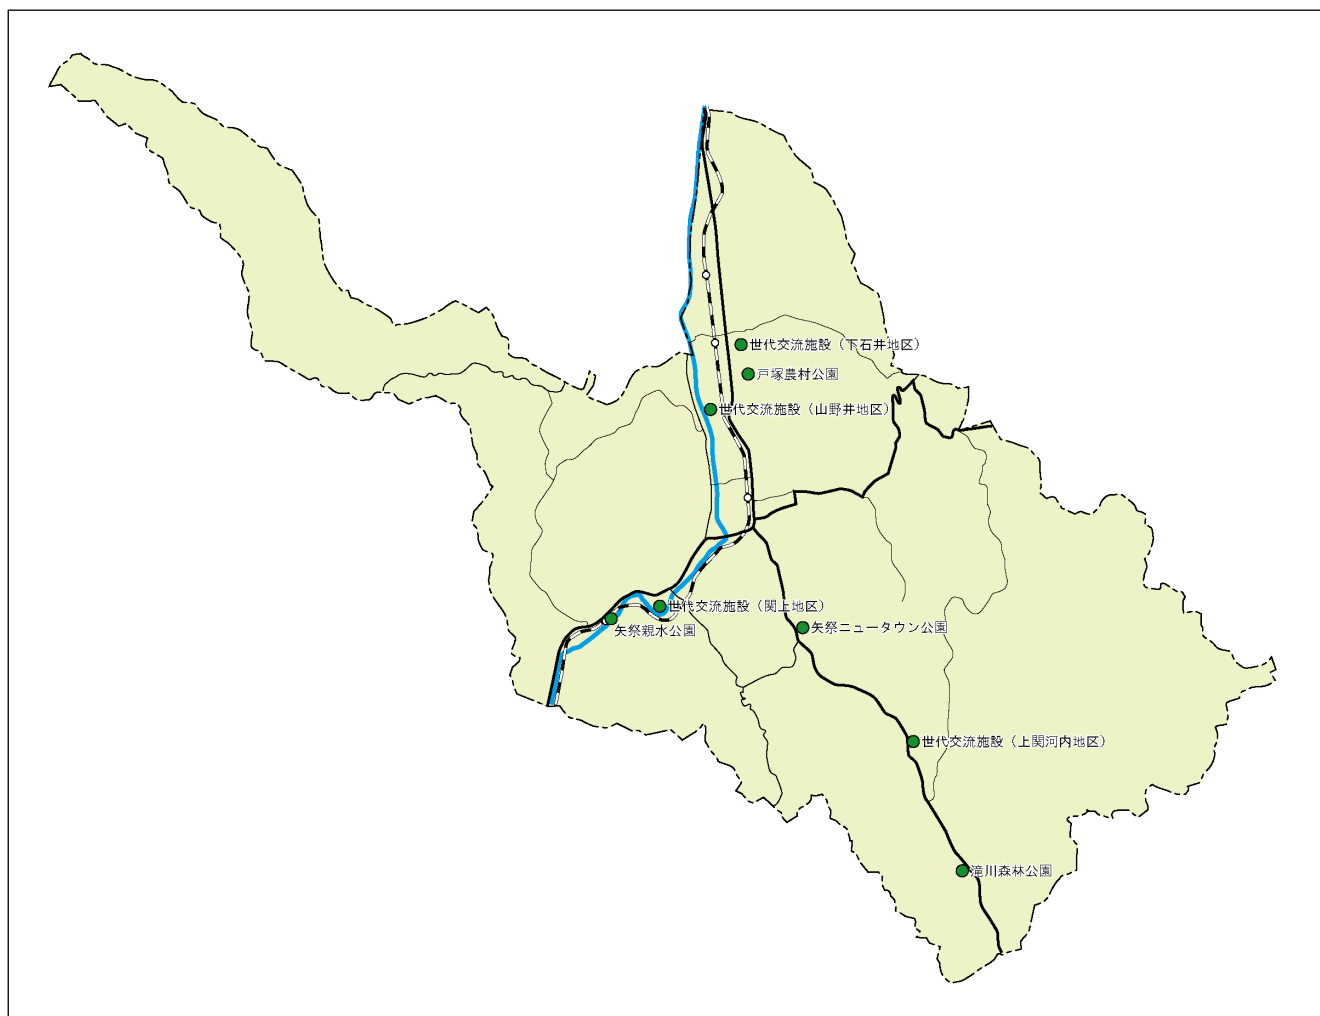 世代交流施設（下石井地区）
戸塚農村公園
世代交流施設（山野井地区）
世代交流施設（関上地区）
矢祭親水公園
矢祭ニュータウン公園
世代交流施設（上関河内地区）
滝川森林公園